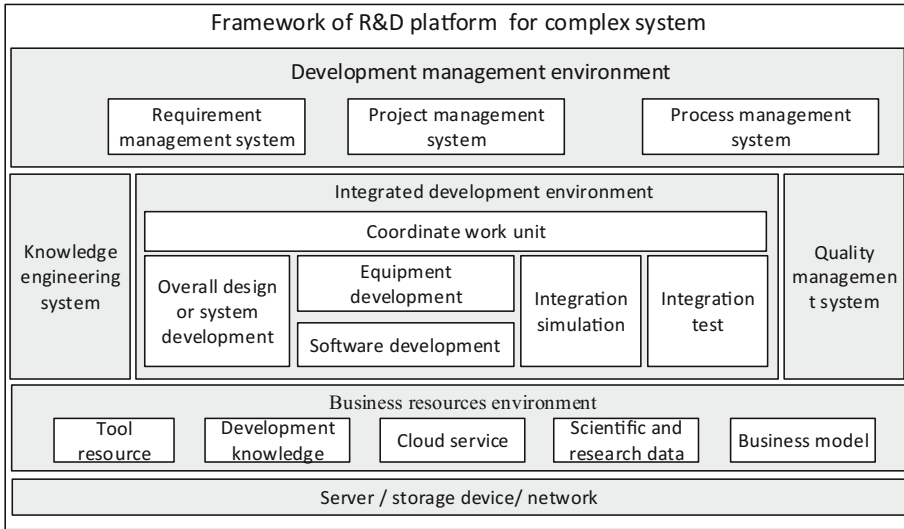 Framework of R&D platform for complex system
Development management environment
Requirement
management system
Project management
system
Process management
system
Knowledge
engineering
system
Integrated development environment
Coordinate work unit
Overall design
or system
development
Equipment
development
Software development
Integration
simulation
Integration
test
Quality
managemen
t system
Business resources environment
Tool
resource
Development
knowledge
Cloud service
Scientific and
research data
Business model
Server / storage device/ network